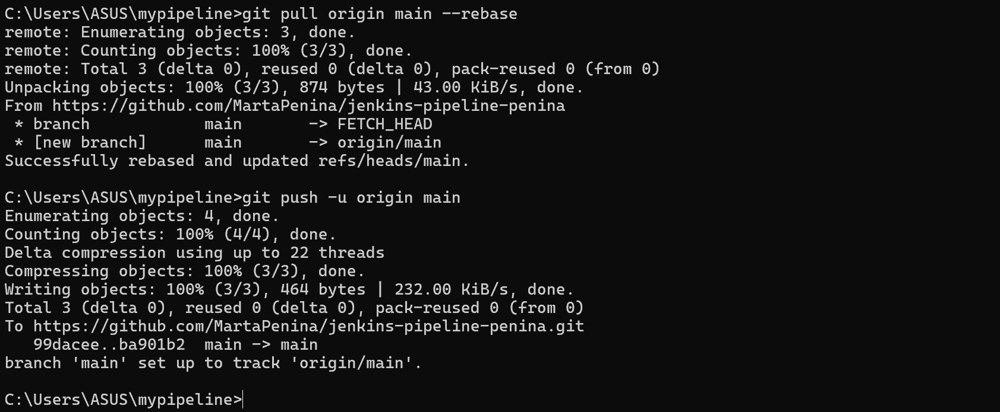 C:\Users\ASUS\mypipeline>git pull origin main --rebase
remote: Enumerating objects: 3, done.
remote: Counting objects: 100% (3/3), done.
remote: Total 3 (delta 0), reused 0 (delta 0), pack-reused 0 (from 0)
Unpacking objects: 100% (3/3), 874 bytes | 43.00 KiB/s, done.
From https://github.com/MartaPenina/jenkins-pipeline-penina
 * branch            main       -> FETCH_HEAD
 * [new branch]      main       -> origin/main
Successfully rebased and updated refs/heads/main.

C:\Users\ASUS\mypipeline>git push -u origin main
Enumerating objects: 4, done.
Counting objects: 100% (4/4), done.
Delta compression using up to 22 threads
Compressing objects: 100% (3/3), done.
Writing objects: 100% (3/3), 464 bytes | 232.00 KiB/s, done.
Total 3 (delta 0), reused 0 (delta 0), pack-reused 0 (from 0)
To https://github.com/MartaPenina/jenkins-pipeline-penina.git
   99dacee..ba901b2  main -> main
branch 'main' set up to track 'origin/main'.

C:\Users\ASUS\mypipeline>